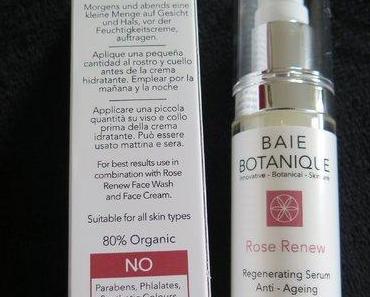 Morgens und abends eine
kleine Menge auf Gesicht
und Hals, vor der
Feuchtigkeitscreme,
auftragen.
Aplique una pequeña
cantidad al rostro y cuello
antes de la crema
hidratante. Emplear por la
mañana y la noche
Applicare una piccola
quantità su viso e collo
prima della crema
idratante. Può essere
usato mattina e sera.
For best results use in
combination with Rose
Renew Face Wash
and Face Cream.
Suitable for all skin types
80% Organic
NO
Parabens, Phlalates,
BAIE
BOTANIQUE
Innovative - Botanical - Skincare
Rose Renew
Regenerating Serum
Anti - Ageing